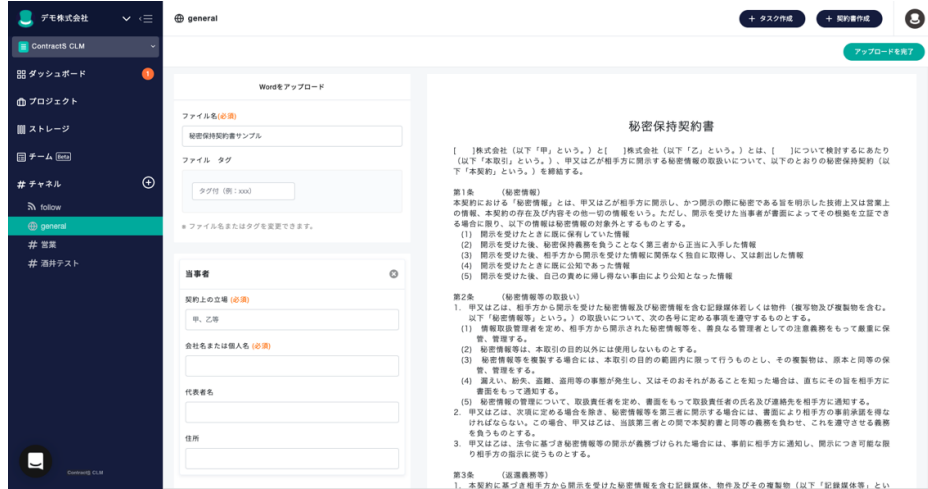 デモ株式会社
ContractS CLM
ダッシュボード
1
プロジェクト
ストレージ
チーム Beta
# チャネル
follow
general
# 営業
# 酒井テスト
ContractS CLM
general
+ タスク作成
+ 契約書作成
アップロードを完了
Wordをアップロード
ファイル名(必須)
秘密保持契約書サンプル
ファイル タグ
タグ付 (例：xxx)
※ ファイル名またはタグを変更できます。
当事者
契約上の立場 (必須)
甲、乙等
会社名または個人名 (必須)
代表者名
住所
秘密保持契約書
[ ]株式会社（以下「甲」という。）と[ ]株式会社（以下「乙」という。）とは、[ ]について検討するにあたり
（以下「本取引」という。）、甲又は乙が相手方に開示する秘密情報の取扱いについて、以下のとおりの秘密保持契約（以
下「本契約」という。）を締結する。
第1条 （秘密情報）
本契約における「秘密情報」とは、甲又は乙が相手方に開示し、かつ開示の際に秘密である旨を明示した技術上又は営業上
の情報、本契約の存在及び内容その他一切の情報をいう。ただし、開示を受けた当事者が書面によってその根拠を立証でき
る場合に限り、以下の情報は秘密情報の対象外とするものとする。
(1) 開示を受けたときに既に保有していた情報
(2) 開示を受けた後、秘密保持義務を負うことなく第三者から正当に入手した情報
(3) 開示を受けた後、相手方から開示を受けた情報に関係なく独自に取得し、又は創出した情報
(4) 開示を受けたときに既に公知であった情報
(5) 開示を受けた後、自己の責めに帰し得ない事由により公知となった情報
第2条 （秘密情報等の取扱い）
1. 甲又は乙は、相手方から開示を受けた秘密情報及び秘密情報を含む記録媒体若しくは物件（複写物及び複製物を含む。
以下「秘密情報等」という。）の取扱いについて、次の各号に定める事項を遵守するものとする。
(1) 情報取扱管理者を定め、相手方から開示された秘密情報等を、善良なる管理者としての注意義務をもって厳重に保
管、管理する。
(2) 秘密情報等は、本取引の目的以外には使用しないものとする。
(3) 秘密情報等を複製する場合には、本取引の目的の範囲内に限って行うものとし、その複製物は、原本と同等の保
管、管理をする。
(4) 漏えい、紛失、盗難、盗用等の事態が発生し、又はそのおそれがあることを知った場合は、直ちにその旨を相手方に
書面をもって通知する。
(5) 秘密情報の管理について、取扱責任者を定め、書面をもって取扱責任者の氏名及び連絡先を相手方に通知する。
2. 甲又は乙は、次項に定める場合を除き、秘密情報等を第三者に開示する場合には、書面により相手方の事前承諾を得な
ければならない。この場合、甲又は乙は、当該第三者との間で本契約書と同等の義務を負わせ、これを遵守させる義務
を負うものとする。
3. 甲又は乙は、法令に基づき秘密情報等の開示が義務づけられた場合には、事前に相手方に通知し、開示につき可能な限
り相手方の指示に従うものとする。
第3条 （返還義務等）
1. 本契約に基づき相手方から開示を受けた秘密情報を含む記録媒体、物件及びその複製物（以下「記録媒体等」とい